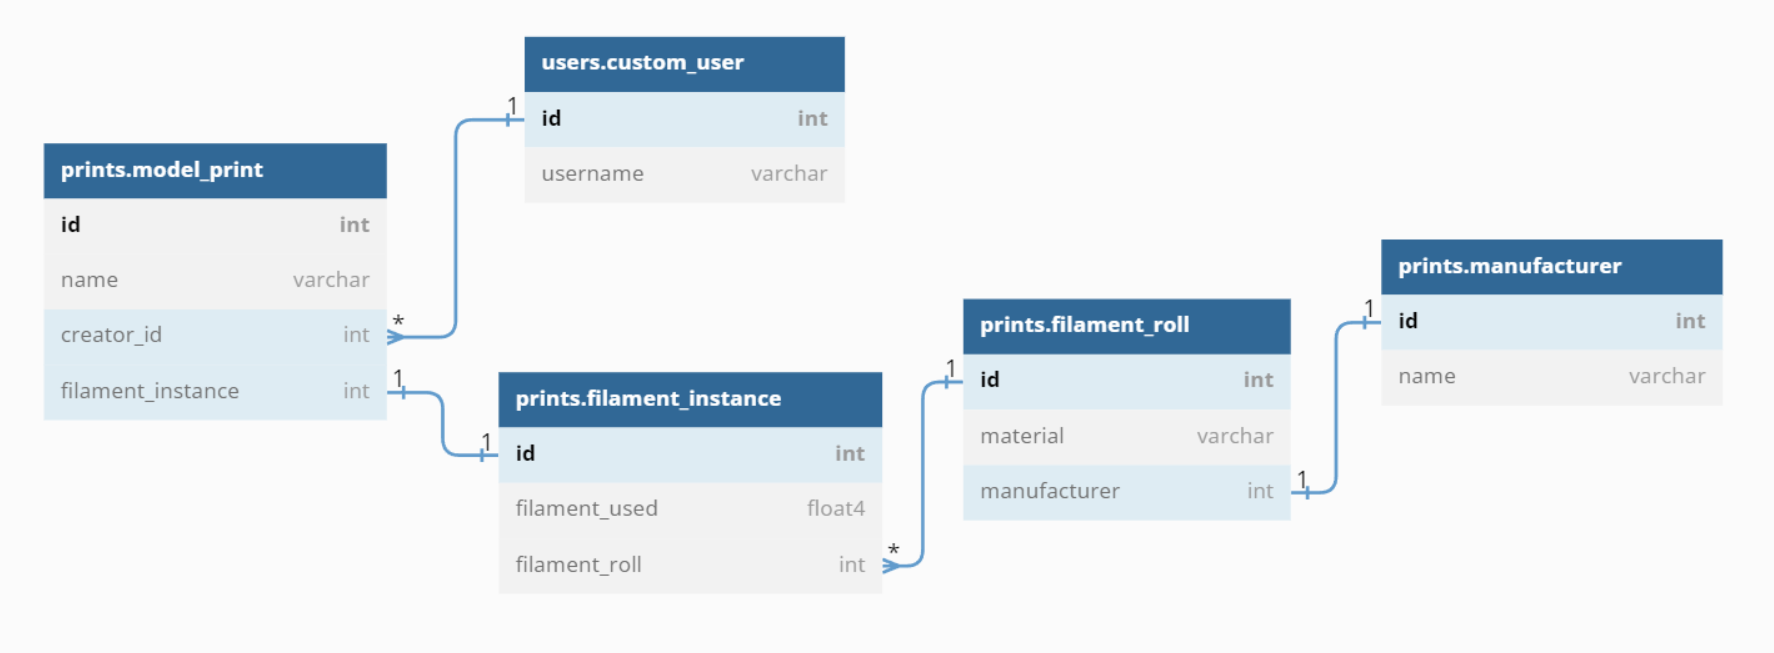 users.custom_user
1
id int
username varchar
prints.model_print
id int
name varchar
creator_id int
*
filament_instance int
1
prints.filament_instance
1
id int
filament_used float4
filament_roll int
*
prints.filament_roll
1
id int
material varchar
manufacturer int
1
prints.manufacturer
1
id int
name varchar